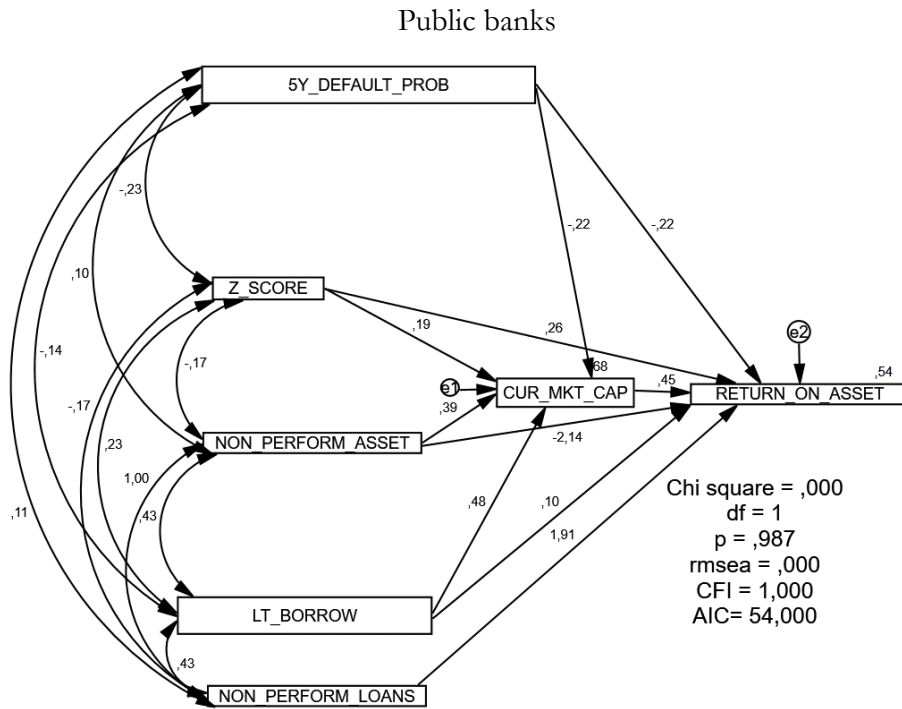 Public banks
5Y_DEFAULT_PROB
-,23
-,22
-,22
,10
Z_SCORE
,19
,26
e2
-,14
-,17
68
,54
e1
CUR_MKT_CAP
,45
RETURN_ON_ASSET
-,17
,39
NON_PERFORM_ASSET
-2,14
,23
1,00
,43
,48
,10
,11
1,91
Chi square = ,000
df = 1
p = ,987
rmsea = ,000
CFI = 1,000
AIC= 54,000
LT_BORROW
,43
NON_PERFORM_LOANS